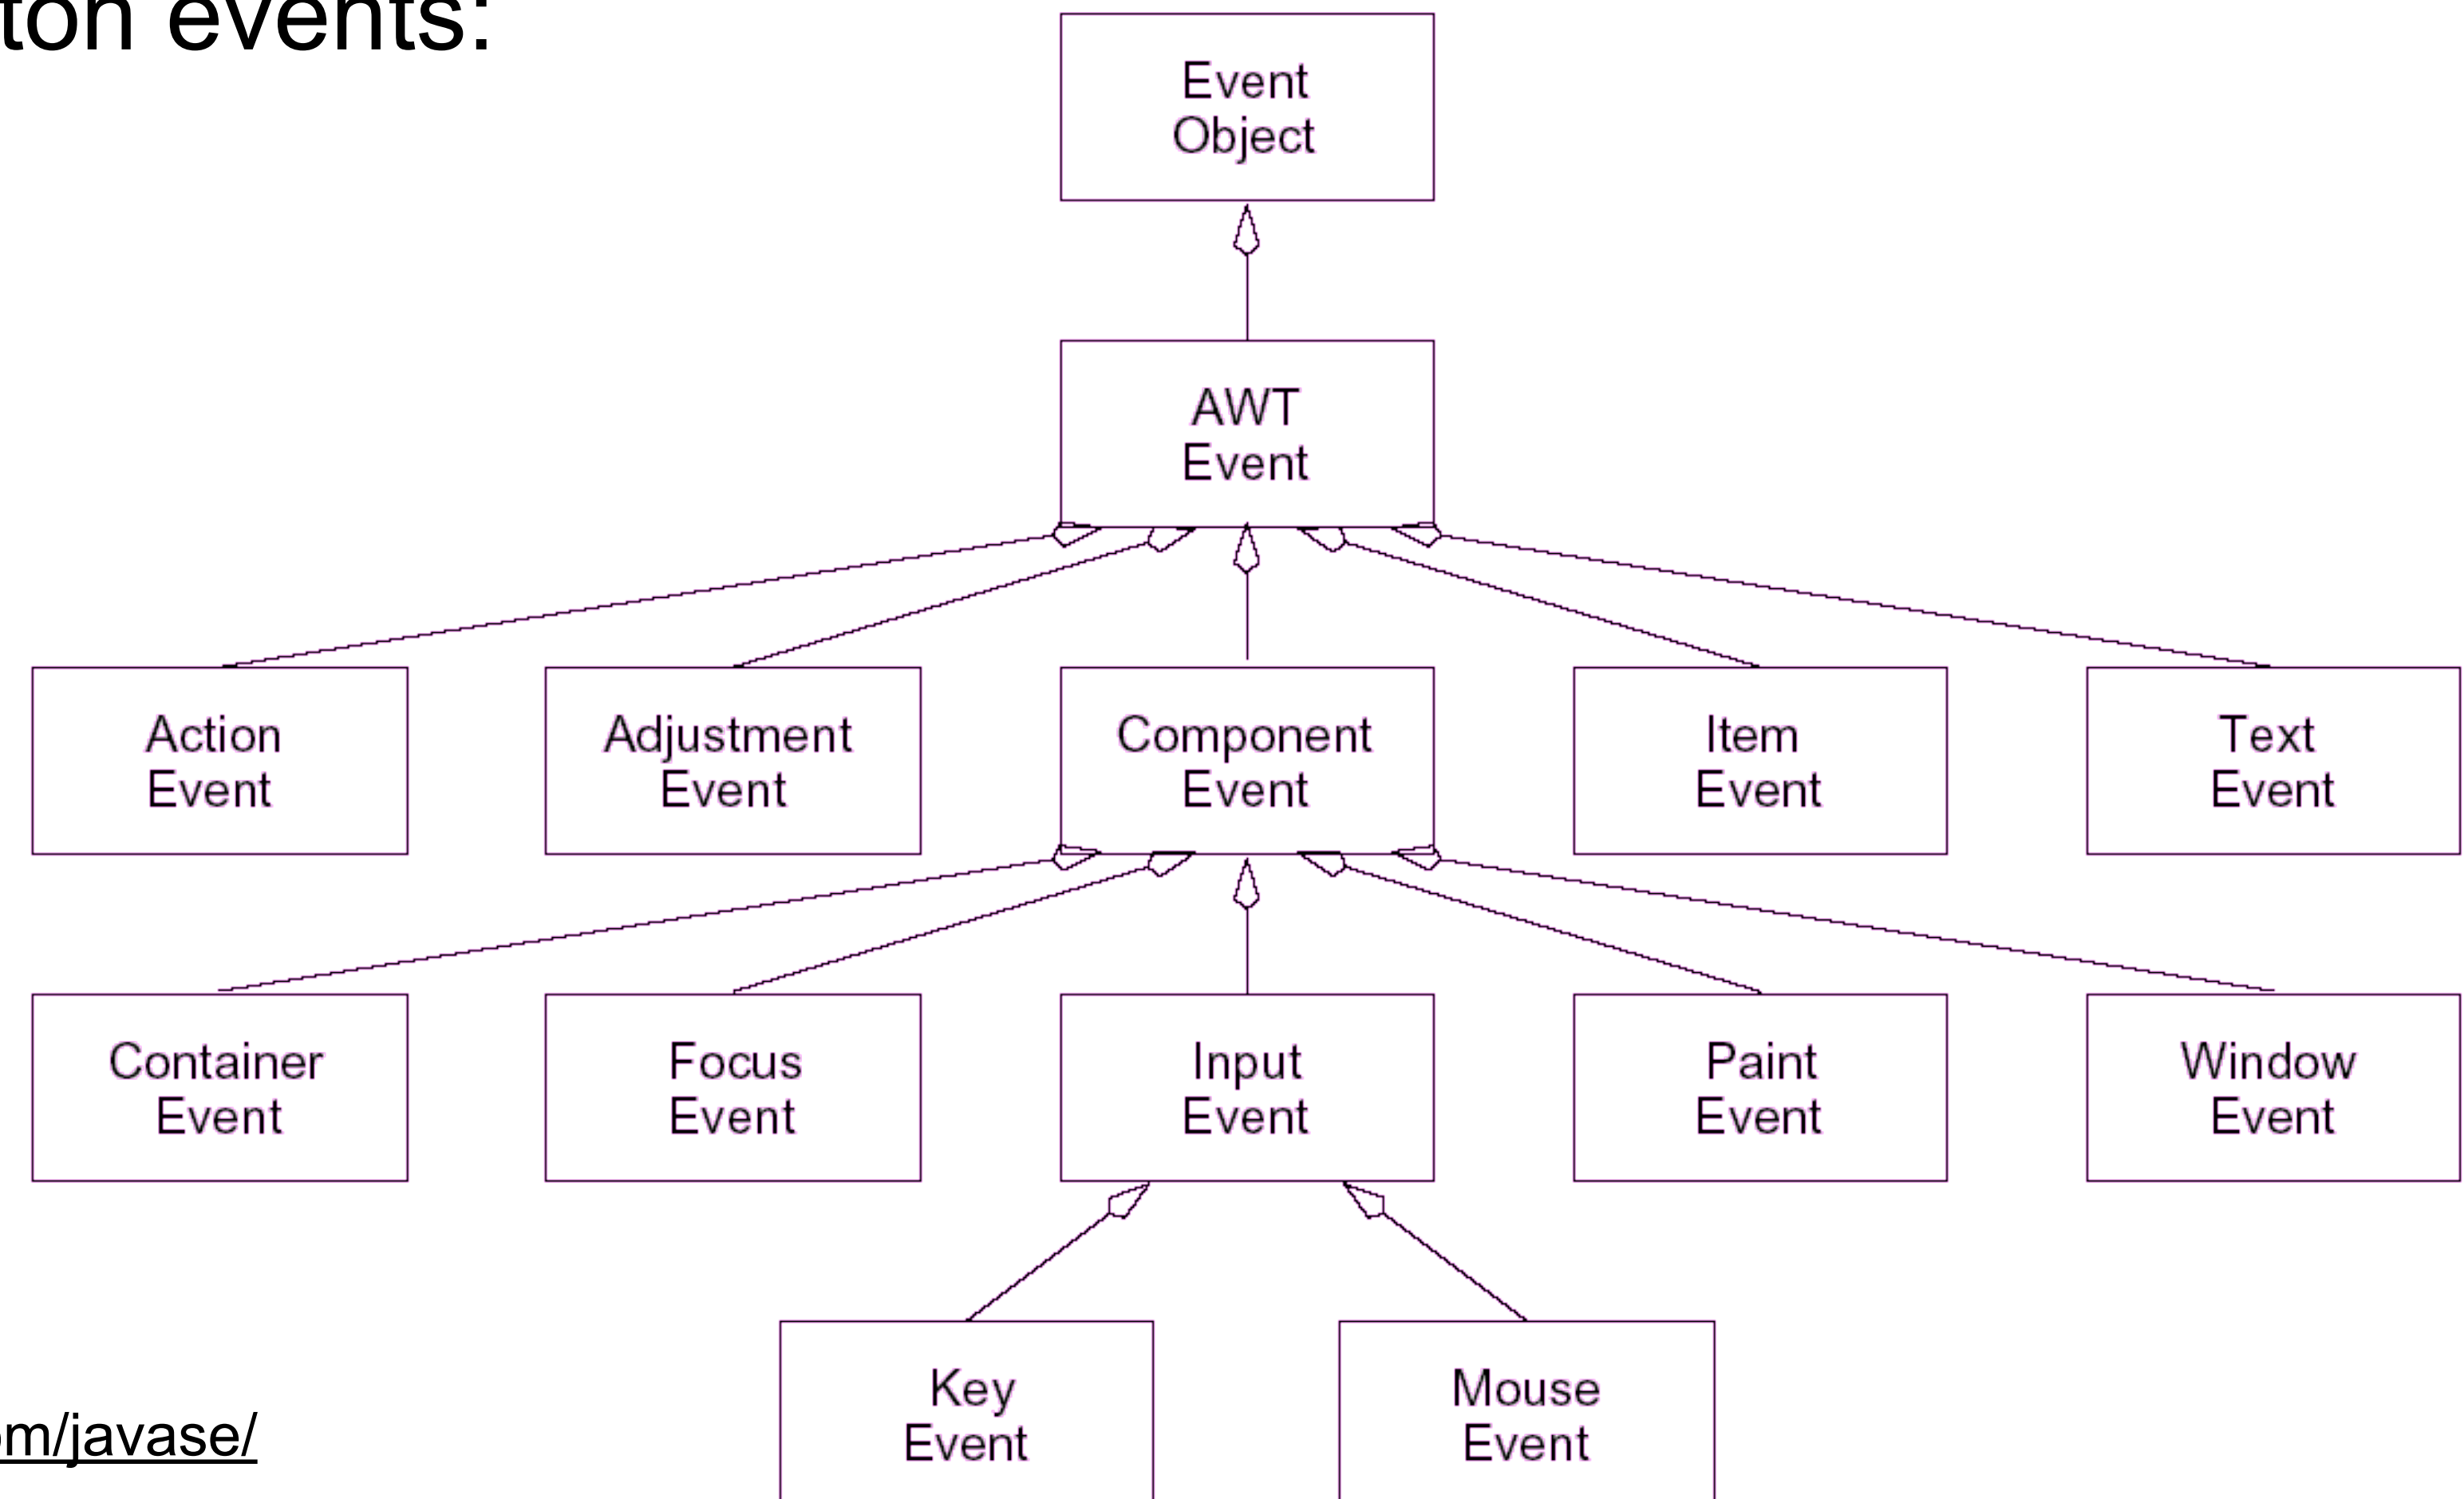 ton events:
Event
Object
AWT
Event
Action
Event
Adjustment
Event
Component
Event
Item
Event
Text
Event
Container
Event
Focus
Event
Input
Event
Paint
Event
Window
Event
Key
Event
Mouse
Event
m/javase/